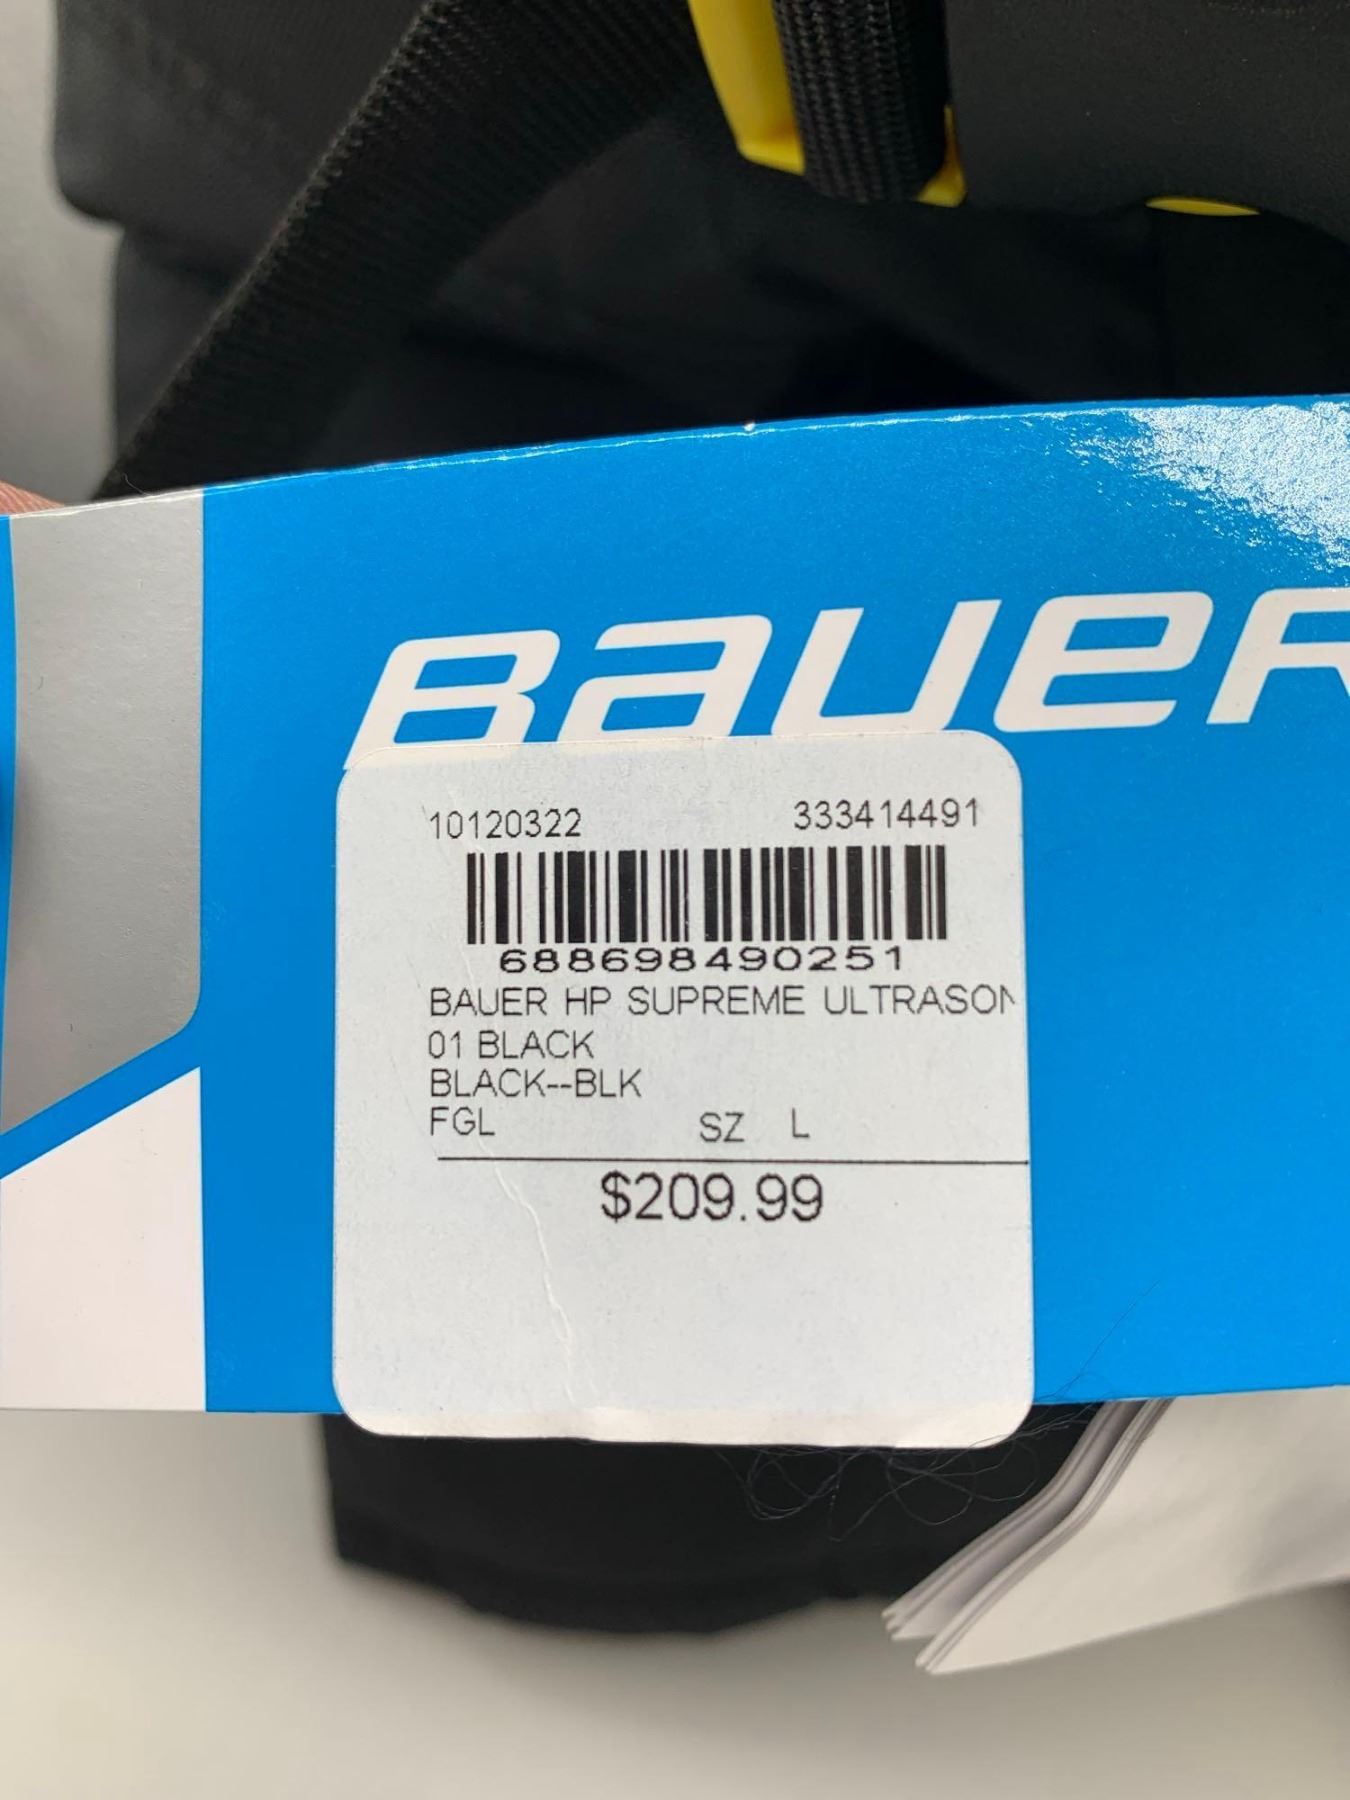 BAUER
10120322 333414491
688698490251
BAUER HP SUPREME ULTRASON
01 BLACK
BLACK--BLK
FGL SZ L
$209.99